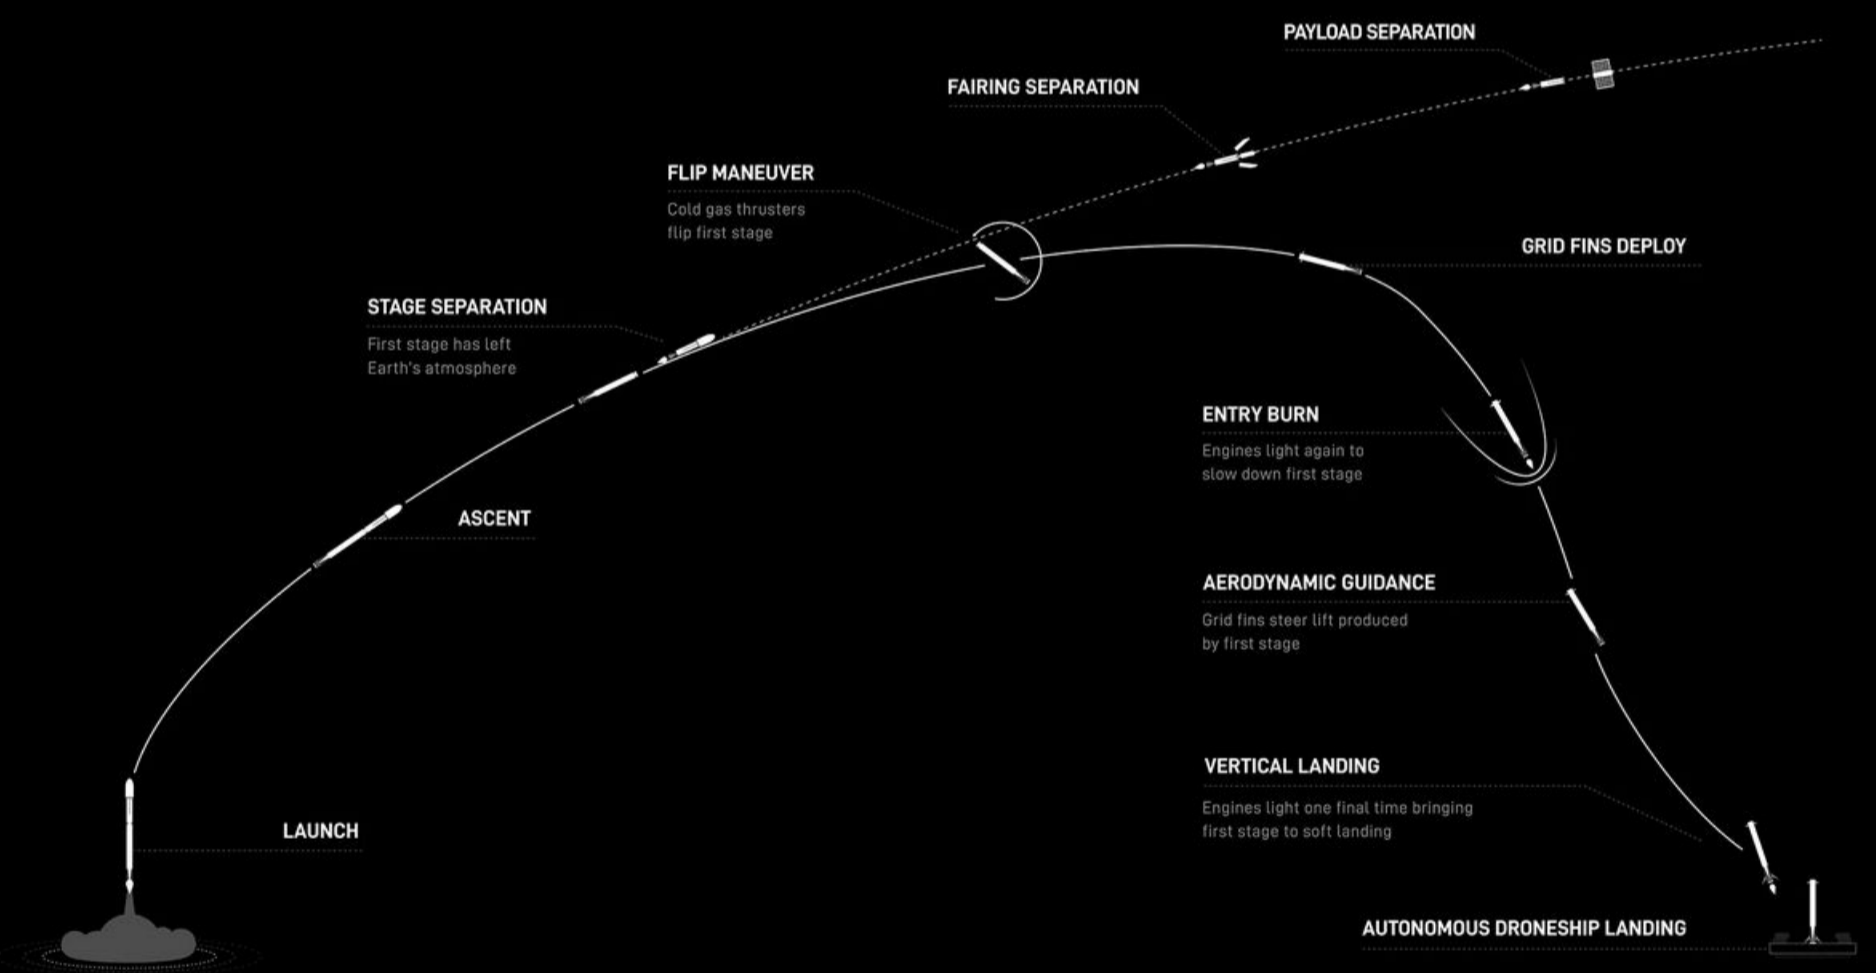 PAYLOAD SEPARATION
FAIRING SEPARATION
FLIP MANEUVER
Cold gas thrusters
flip first stage
GRID FINS DEPLOY
STAGE SEPARATION
First stage has left
Earth's atmosphere
ENTRY BURN
Engines light again to
slow down first stage
ASCENT
AERODYNAMIC GUIDANCE
Grid fins steer lift produced
by first stage
VERTICAL LANDING
Engines light one final time bringing
first stage to soft landing
LAUNCH
AUTONOMOUS DRONESHIP LANDING